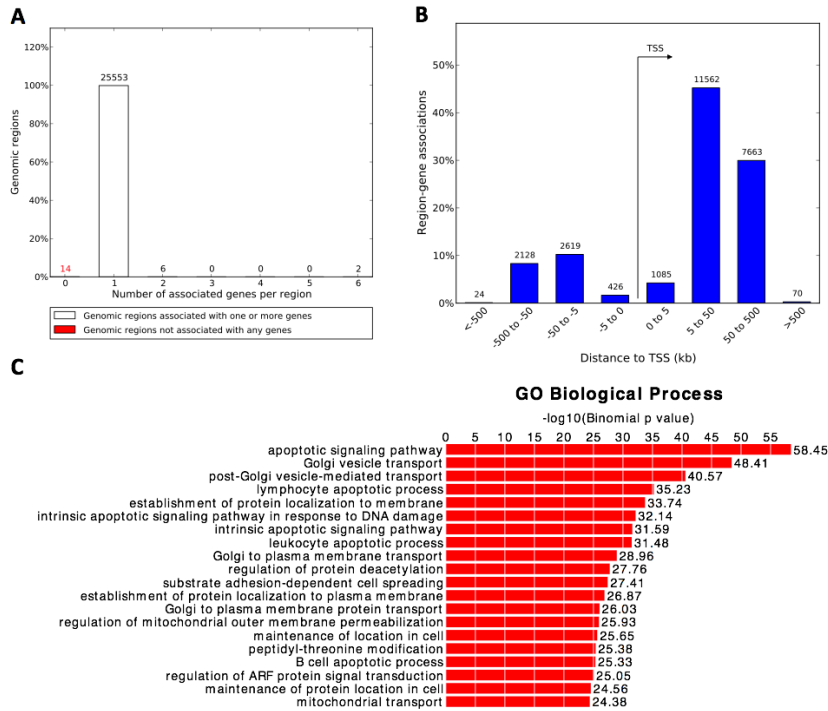 A
120%
100%
80%
60%
40%
20%
0%
Genomic regions
25553
14
6
0
0
0
2
0
1
2
3
4
5
6
Number of associated genes per region
Genomic regions associated with one or more genes
Genomic regions not associated with any genes
B
50%
40%
30%
20%
10%
0%
Region-gene associations
TSS
24
2128
2619
426
1085
11562
7663
70
<-500
-500 to -50
-50 to -5
-5 to 0
0 to 5
5 to 50
50 to 500
>500
Distance to TSS (kb)
C
GO Biological Process
-log10(Binomial p value)
0 5 10 15 20 25 30 35 40 45 50 55
apoptotic signaling pathway 58.45
Golgi vesicle transport 48.41
post-Golgi vesicle-mediated transport 40.57
lymphocyte apoptotic process 35.23
establishment of protein localization to membrane 33.74
intrinsic apoptotic signaling pathway in response to DNA damage 32.14
intrinsic apoptotic signaling pathway 31.59
leukocyte apoptotic process 31.48
Golgi to plasma membrane transport 28.96
regulation of protein deacetylation 27.76
substrate adhesion-dependent cell spreading 27.41
establishment of protein localization to plasma membrane 26.87
Golgi to plasma membrane protein transport 26.03
regulation of mitochondrial outer membrane permeabilization 25.93
maintenance of location in cell 25.65
peptidyl-threonine modification 25.38
B cell apoptotic process 25.33
regulation of ARF protein signal transduction 25.05
maintenance of protein location in cell 24.56
mitochondrial transport 24.38